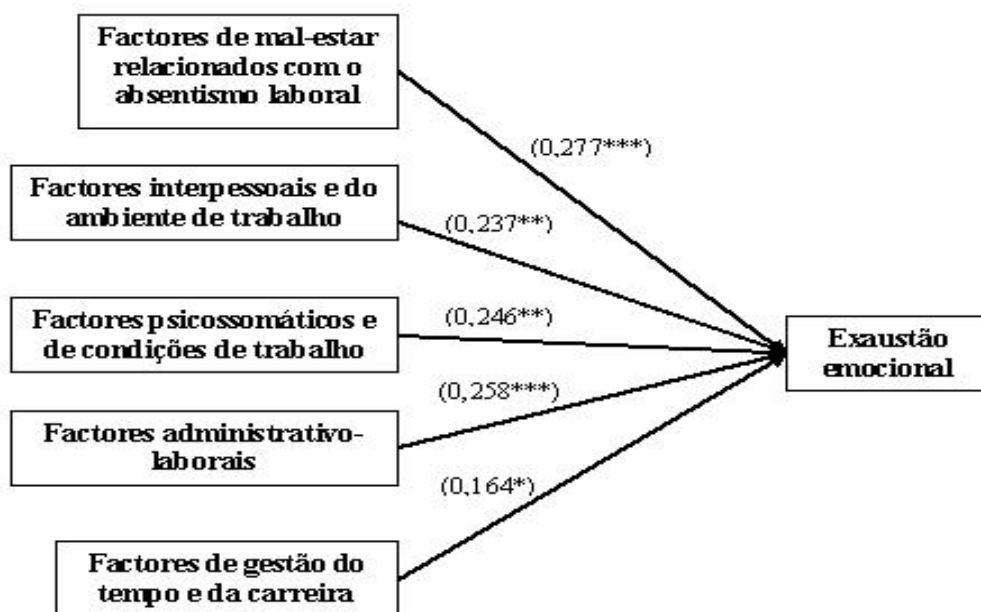 Factores de mal-estar
relacionados com o
absentismo laboral
(0,277***)
Factores interpessoais e do
ambiente de trabalho
(0,237**)
Factores psicossomáticos e
de condições de trabalho
(0,246**)
Exaustão
emocional
(0,258***)
Factores administrativo-
laborais
(0,164*)
Factores de gestão do
tempo e da carreira